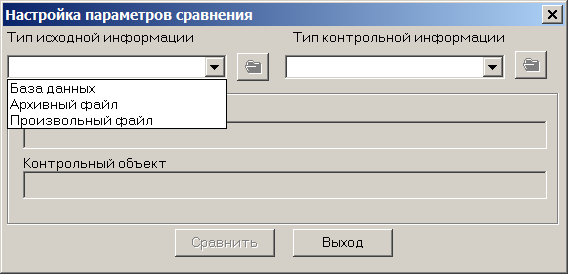 Настройка параметров сравнения
Тип исходной информации
Тип контрольной информации
База данных
Архивный файл
Произвольный файл
Контрольный объект
Сравнить
Выход